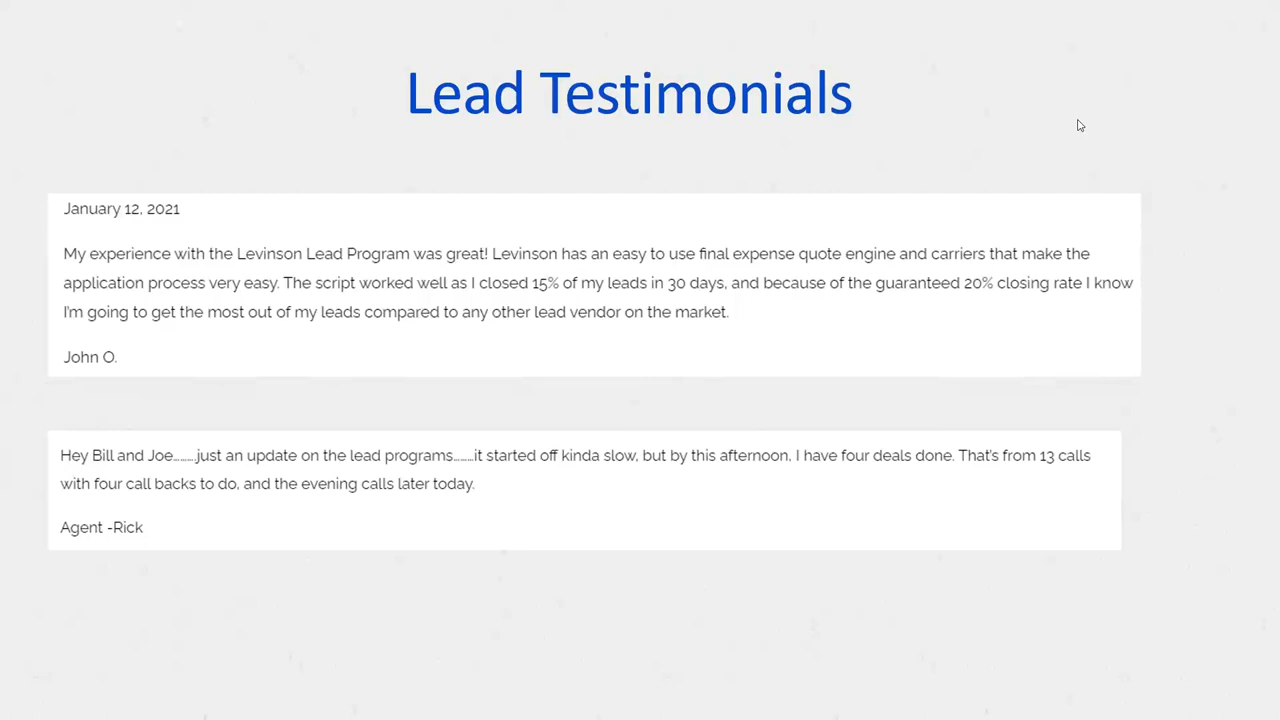 Lead Testimonials
January 12, 2021
My experience with the Levinson Lead Program was great! Levinson has an easy to use final expense quote engine and carriers that make the
application process very easy. The script worked well as I closed 15% of my leads in 30 days, and because of the guaranteed 20% closing rate I know
I'm going to get the most out of my leads compared to any other lead vendor on the market.
John O.
Hey Bill and Joe.........just an update on the lead programs........it started off kinda slow, but by this afternoon, I have four deals done. That's from 13 calls
with four call backs to do, and the evening calls later today.
Agent -Rick